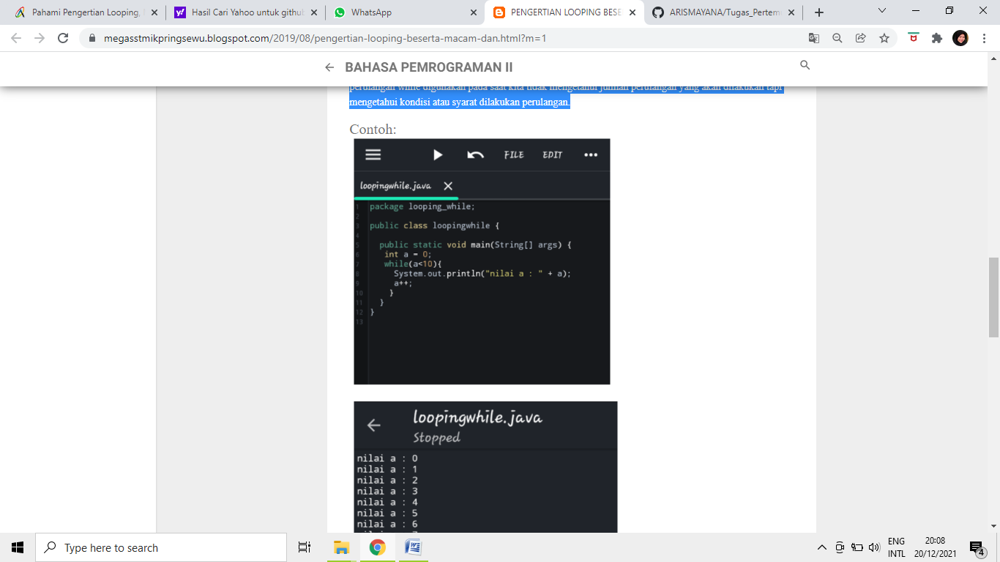 Pahami Pengertian Looping,
Hasil Cari Yahoo untuk github
WhatsApp
PENGERTIAN LOOPING BESE
ARISMAYANA/Tugas_Pertem
megasstmikpringsewu.blogspot.com/2019/08/pengertian-looping-beserta-macam-dan.html?m=1
BAHASA PEMROGRAMAN II
perulangan while digunakan pada saat kita tidak mengetahui jumlah perulangan yang akan dilakukan tapi
mengetahui kondisi atau syarat dilakukan perulangan.
Contoh:
FILE EDIT
loopingwhile.java
1 package looping_while;
2
3 public class loopingwhile {
4
5 public static void main(String[] args) {
6 int a = 0;
7 while(a<10){
8 System.out.println("nilai a : " + a);
9 a++;
10 }
11 }
12 }
13
loopingwhile.java
Stopped
nilai a : 0
nilai a : 1
nilai a : 2
nilai a : 3
nilai a : 4
nilai a : 5
nilai a : 6
Type here to search
ENG
INTL
20:08
20/12/2021
4